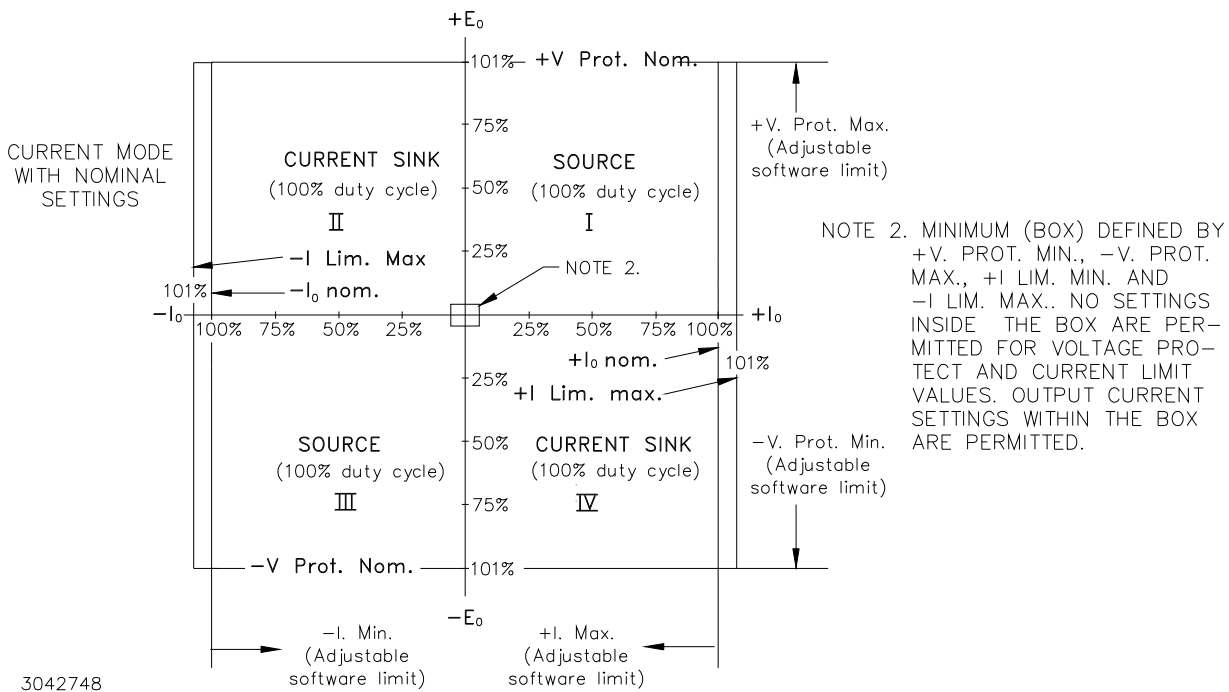 +E₀
101%
+V Prot. Nom.
75%
+V. Prot. Max.
(Adjustable
software limit)
CURRENT MODE
WITH NOMINAL
SETTINGS
CURRENT SINK
(100% duty cycle)
II
SOURCE
(100% duty cycle)
I
50%
25%
NOTE 2. MINIMUM (BOX) DEFINED BY
+V. PROT. MIN., −V. PROT.
MAX., +I LIM. MIN. AND
−I LIM. MAX.. NO SETTINGS
INSIDE THE BOX ARE PER−
MITTED FOR VOLTAGE PRO−
TECT AND CURRENT LIMIT
VALUES. OUTPUT CURRENT
SETTINGS WITHIN THE BOX
ARE PERMITTED.
−I Lim. Max
NOTE 2.
101%
−I₀ nom.
−I₀
+I₀
100%
75%
50%
25%
25%
50%
75%
100%
+I₀ nom.
101%
25%
+I Lim. max.
SOURCE
(100% duty cycle)
III
50%
CURRENT SINK
(100% duty cycle)
IV
−V. Prot. Min.
(Adjustable
software limit)
75%
−V Prot. Nom.
101%
−E₀
−I. Min.
(Adjustable
software limit)
+I. Max.
(Adjustable
software limit)
3042748